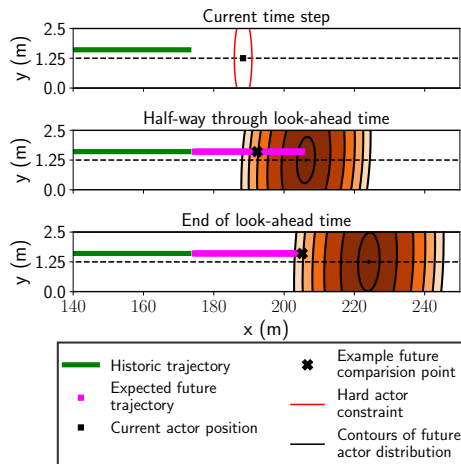 Current time step
2.5
1.25
0.0
y (m)
Half-way through look-ahead time
2.5
1.25
0.0
y (m)
End of look-ahead time
2.5
1.25
0.0
y (m)
140 160 180 200 220 240
x (m)
Historic trajectory
Expected future
trajectory
Current actor position
Example future
comparision point
Hard actor
constraint
Contours of future
actor distribution